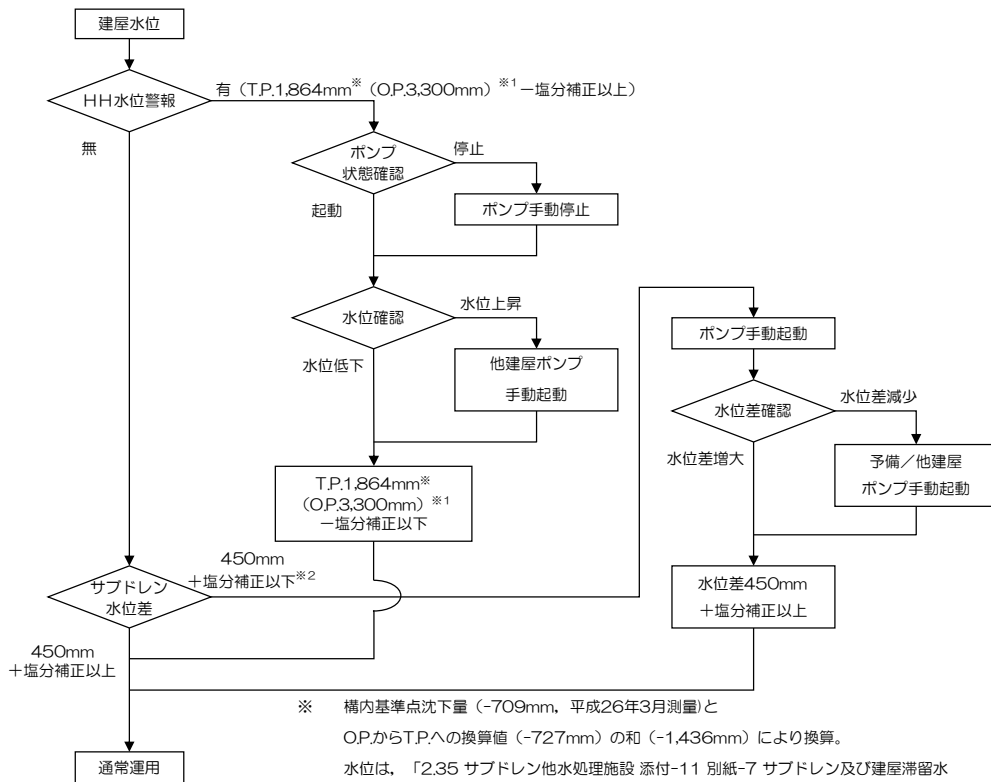 建屋水位
HH水位警報
有（T.P.1,864mm※（O.P.3,300mm）※1－塩分補正以上）
無
ポンプ
状態確認
停止
ポンプ手動停止
起動
水位確認
水位上昇
水位低下
他建屋ポンプ
手動起動
T.P.1,864mm※
（O.P.3,300mm）※1
－塩分補正以下
ポンプ手動起動
水位差確認
水位差減少
水位差増大
予備／他建屋
ポンプ手動起動
水位差450mm
＋塩分補正以上
サブドレン
水位差
450mm
＋塩分補正以下※2
450mm
＋塩分補正以上
通常運用
※　構内基準点沈下量（-709mm，平成26年3月測量)と
O.P.からT.P.への換算値（-727mm）の和（-1,436mm）により換算。
水位は，「2.35 サブドレン他水処理施設 添付-11 別紙-7 サブドレン及び建屋滞留水